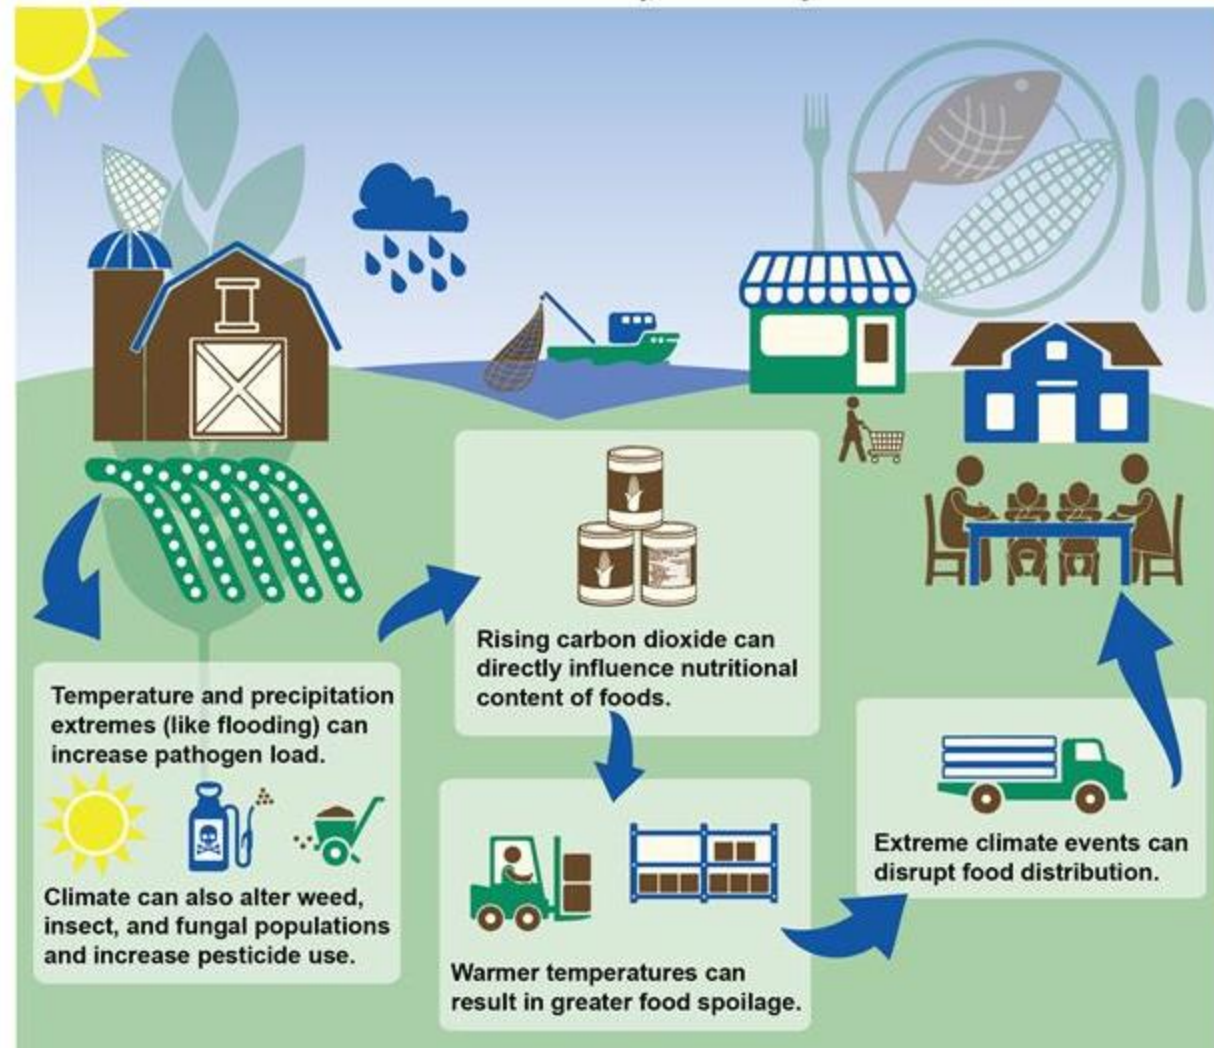 Temperature and precipitation
extremes (like flooding) can
increase pathogen load.
Climate can also alter weed,
insect, and fungal populations
and increase pesticide use.
Rising carbon dioxide can
directly influence nutritional
content of foods.
Warmer temperatures can
result in greater food spoilage.
Extreme climate events can
disrupt food distribution.